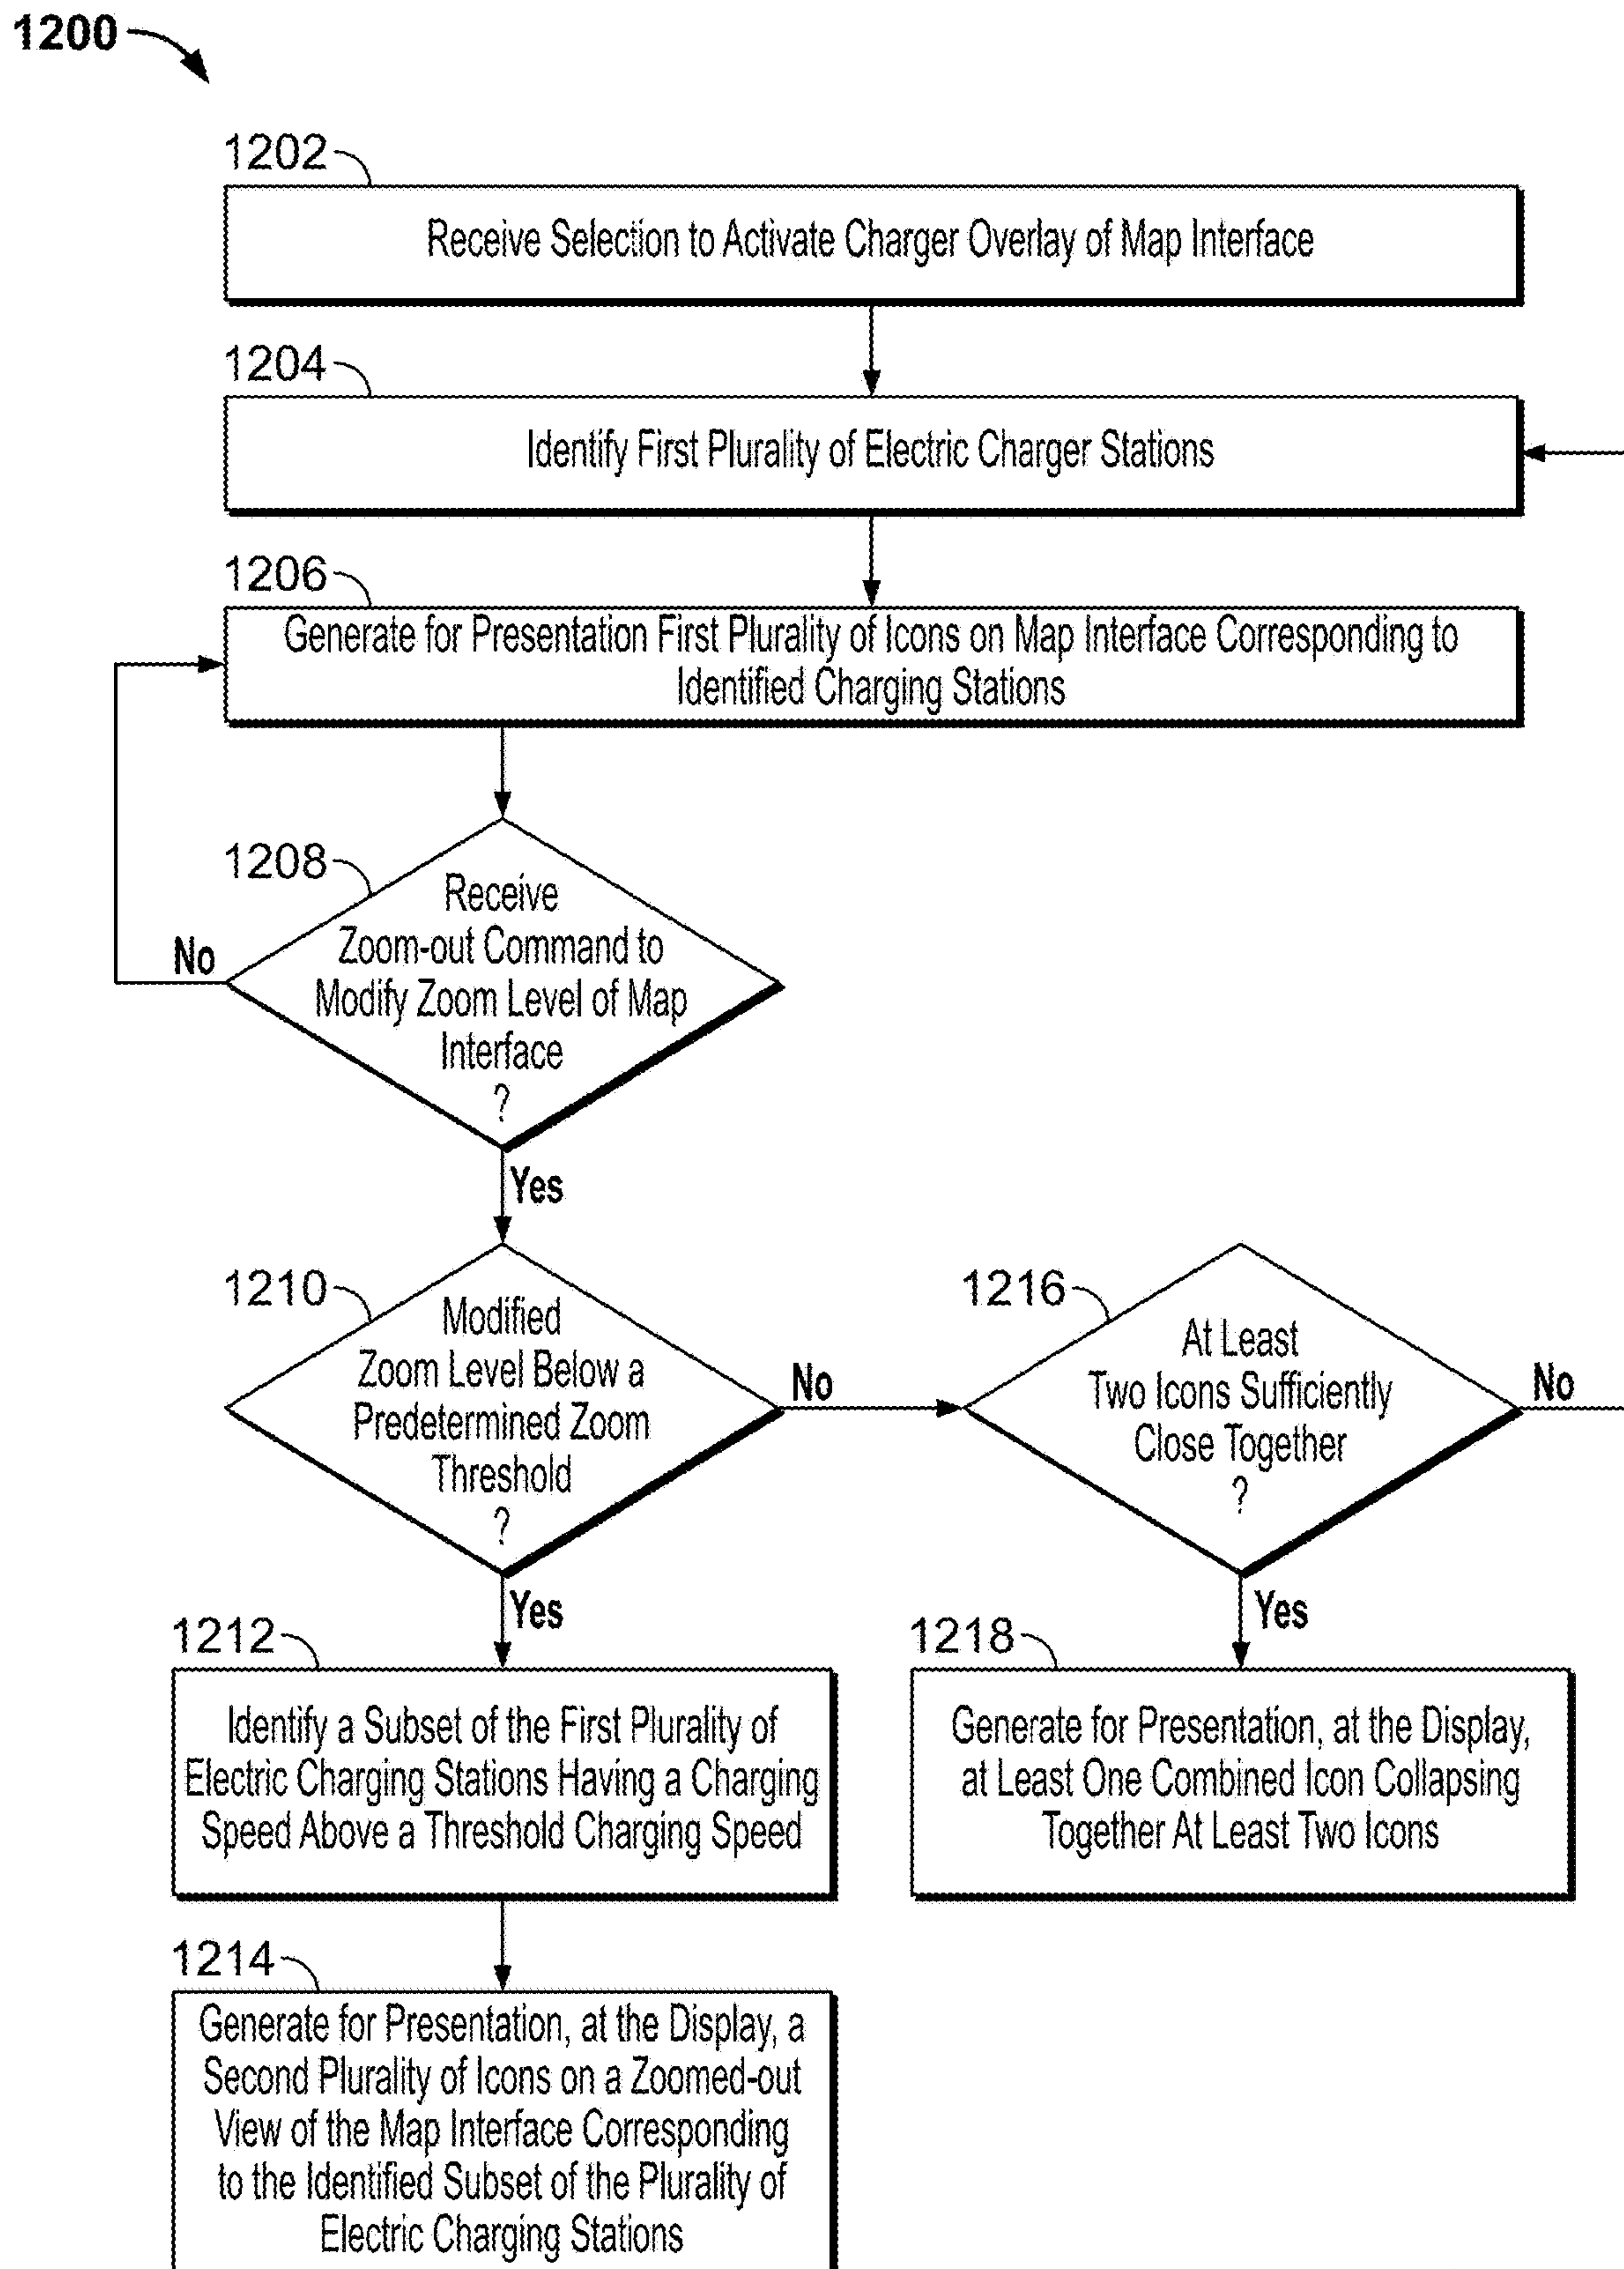 1200
1202
Receive Selection to Activate Charger Overlay of Map Interface
1204
Identify First Plurality of Electric Charger Stations
1206
Generate for Presentation First Plurality of Icons on Map Interface Corresponding to
Identified Charging Stations
1208
Receive
Zoom-out Command to
Modify Zoom Level of Map
Interface
?
No
Yes
1210
Modified
Zoom Level Below a
Predetermined Zoom
Threshold
?
No
Yes
1216
At Least
Two Icons Sufficiently
Close Together
?
No
Yes
1212
Identify a Subset of the First Plurality of
Electric Charging Stations Having a Charging
Speed Above a Threshold Charging Speed
1218
Generate for Presentation, at the Display,
at Least One Combined Icon Collapsing
Together At Least Two Icons
1214
Generate for Presentation, at the Display, a
Second Plurality of Icons on a Zoomed-out
View of the Map Interface Corresponding
to the Identified Subset of the Plurality of
Electric Charging Stations